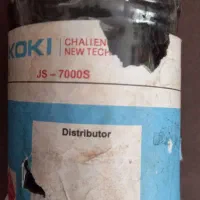 KOKI
CHALLEN
NEW TECH
JS-7000S
Distributor